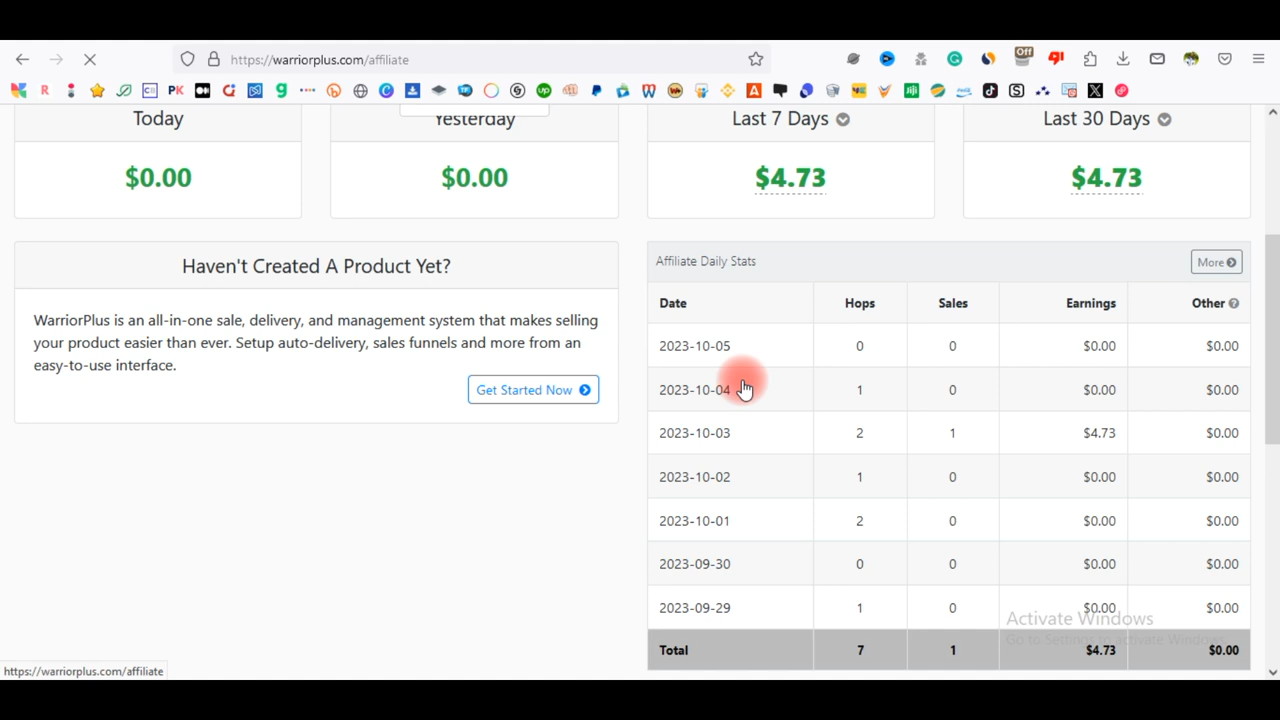 https://warriorplus.com/affiliate
Off
Today
Yesterday
Last 7 Days
Last 30 Days
$0.00
$0.00
$4.73
$4.73
Haven't Created A Product Yet?
WarriorPlus is an all-in-one sale, delivery, and management system that makes selling
your product easier than ever. Setup auto-delivery, sales funnels and more from an
easy-to-use interface.
Get Started Now
Affiliate Daily Stats
More
Date Hops Sales Earnings Other
2023-10-05 0 0 $0.00 $0.00
2023-10-04 1 0 $0.00 $0.00
2023-10-03 2 1 $4.73 $0.00
2023-10-02 1 0 $0.00 $0.00
2023-10-01 2 0 $0.00 $0.00
2023-09-30 0 0 $0.00 $0.00
2023-09-29 1 0 $0.00 $0.00
Total 7 1 $4.73 $0.00
Activate Windows
Go to Settings to activate Windows.
https://warriorplus.com/affiliate